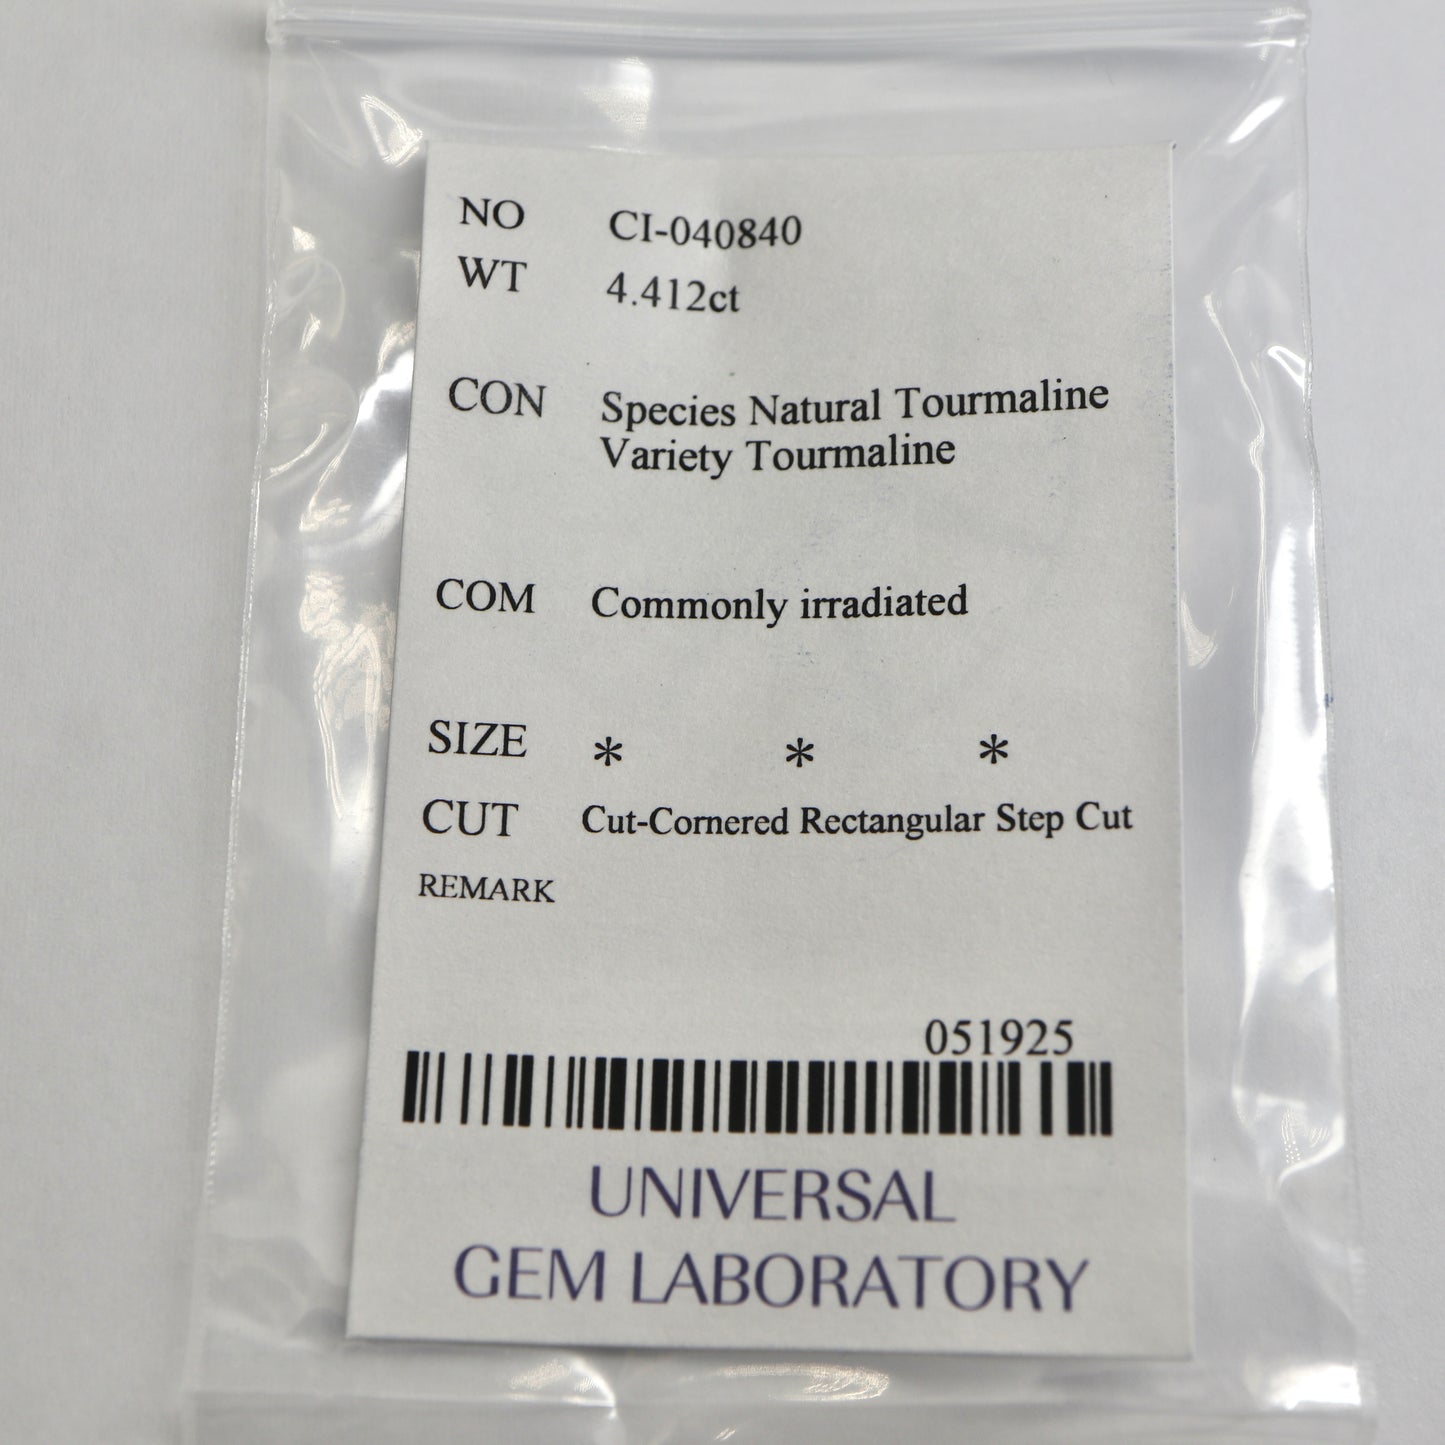 NO CI-040840
WT 4.412ct
CON Species Natural Tourmaline
Variety Tourmaline
COM Commonly irradiated
SIZE * * *
CUT Cut-Cornered Rectangular Step Cut
REMARK
051925
UNIVERSAL
GEM LABORATORY